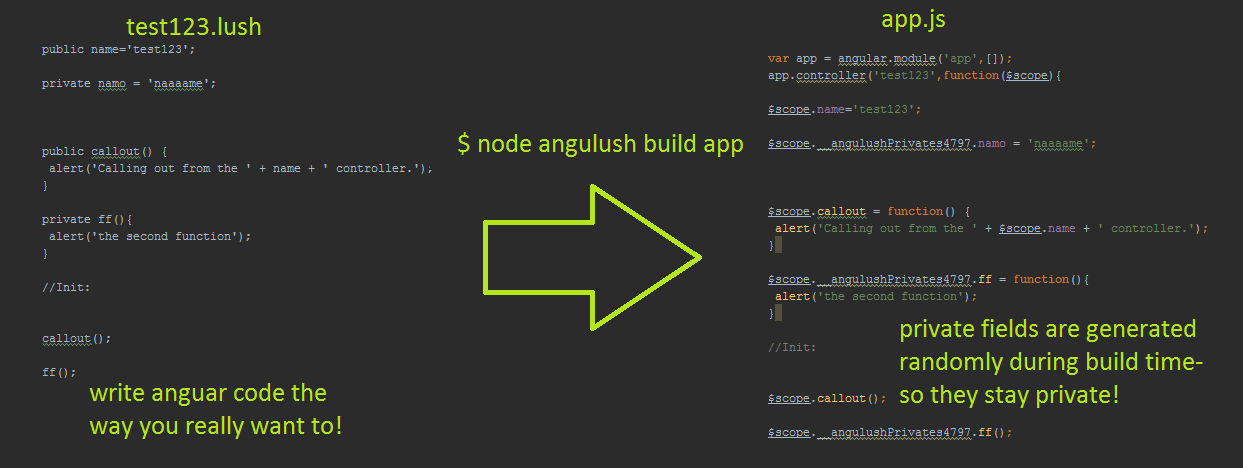 test123.lush
public name='test123';
private namo = 'naaaame';
public callout() {
alert('Calling out from the ' + name + ' controller.');
}
private ff(){
alert('the second function');
}
//Init:
callout();
ff();
write anguar code the
way you really want to!
$ node angulush build app
app.js
var app = angular.module('app',[]);
app.controller('test123',function($scope){
$scope.name='test123';
$scope.__angulushPrivates4797.namo = 'naaaame';
$scope.callout = function() {
alert('Calling out from the ' + $scope.name + ' controller.');
}
$scope.__angulushPrivates4797.ff = function(){
alert('the second function');
}
//Init:
$scope.callout();
$scope.__angulushPrivates4797.ff();
private fields are generated
randomly during build time-
so they stay private!